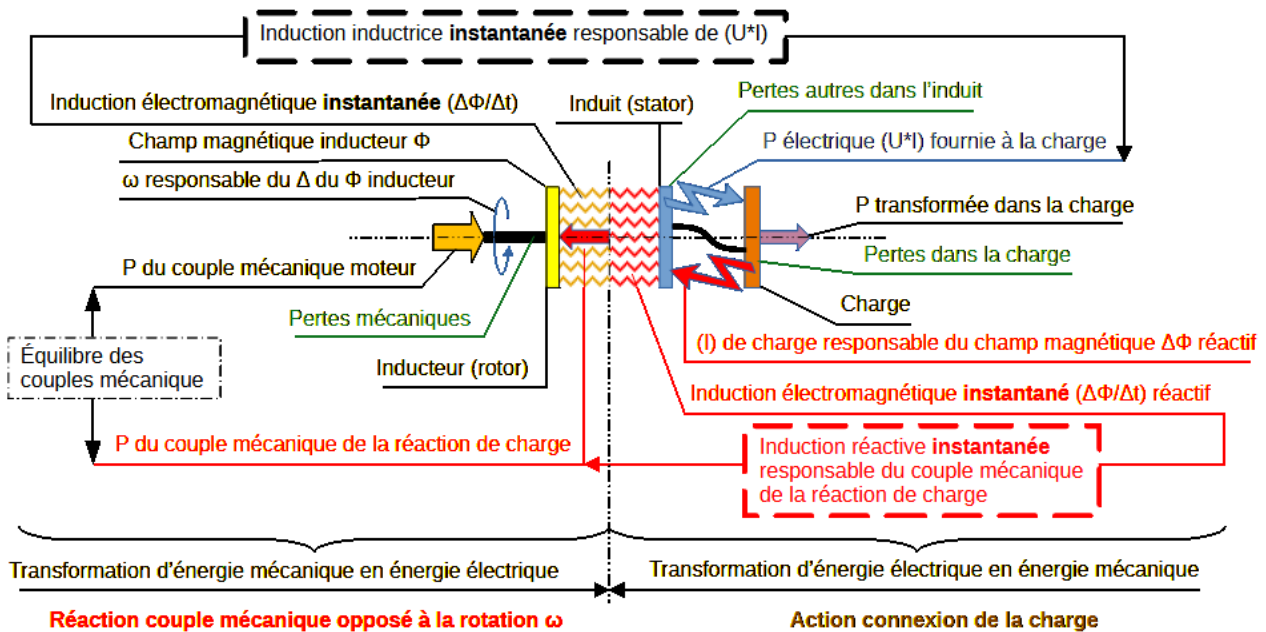 Induction inductrice instantanée responsable de (U*I)
Induction électromagnétique instantanée (ΔΦ/Δt)
Induit (stator)
Pertes autres dans l'induit
Champ magnétique inducteur Φ
P électrique (U*I) fournie à la charge
ω responsable du Δ du Φ inducteur
P transformée dans la charge
P du couple mécanique moteur
Pertes dans la charge
Pertes mécaniques
Charge
Équilibre des
couples mécanique
(I) de charge responsable du champ magnétique ΔΦ réactif
Inducteur (rotor)
Induction électromagnétique instantané (ΔΦ/Δt) réactif
P du couple mécanique de la réaction de charge
Induction réactive instantanée
responsable du couple mécanique
de la réaction de charge
Transformation d'énergie mécanique en énergie électrique
Transformation d'énergie électrique en énergie mécanique
Réaction couple mécanique opposé à la rotation ω
Action connexion de la charge